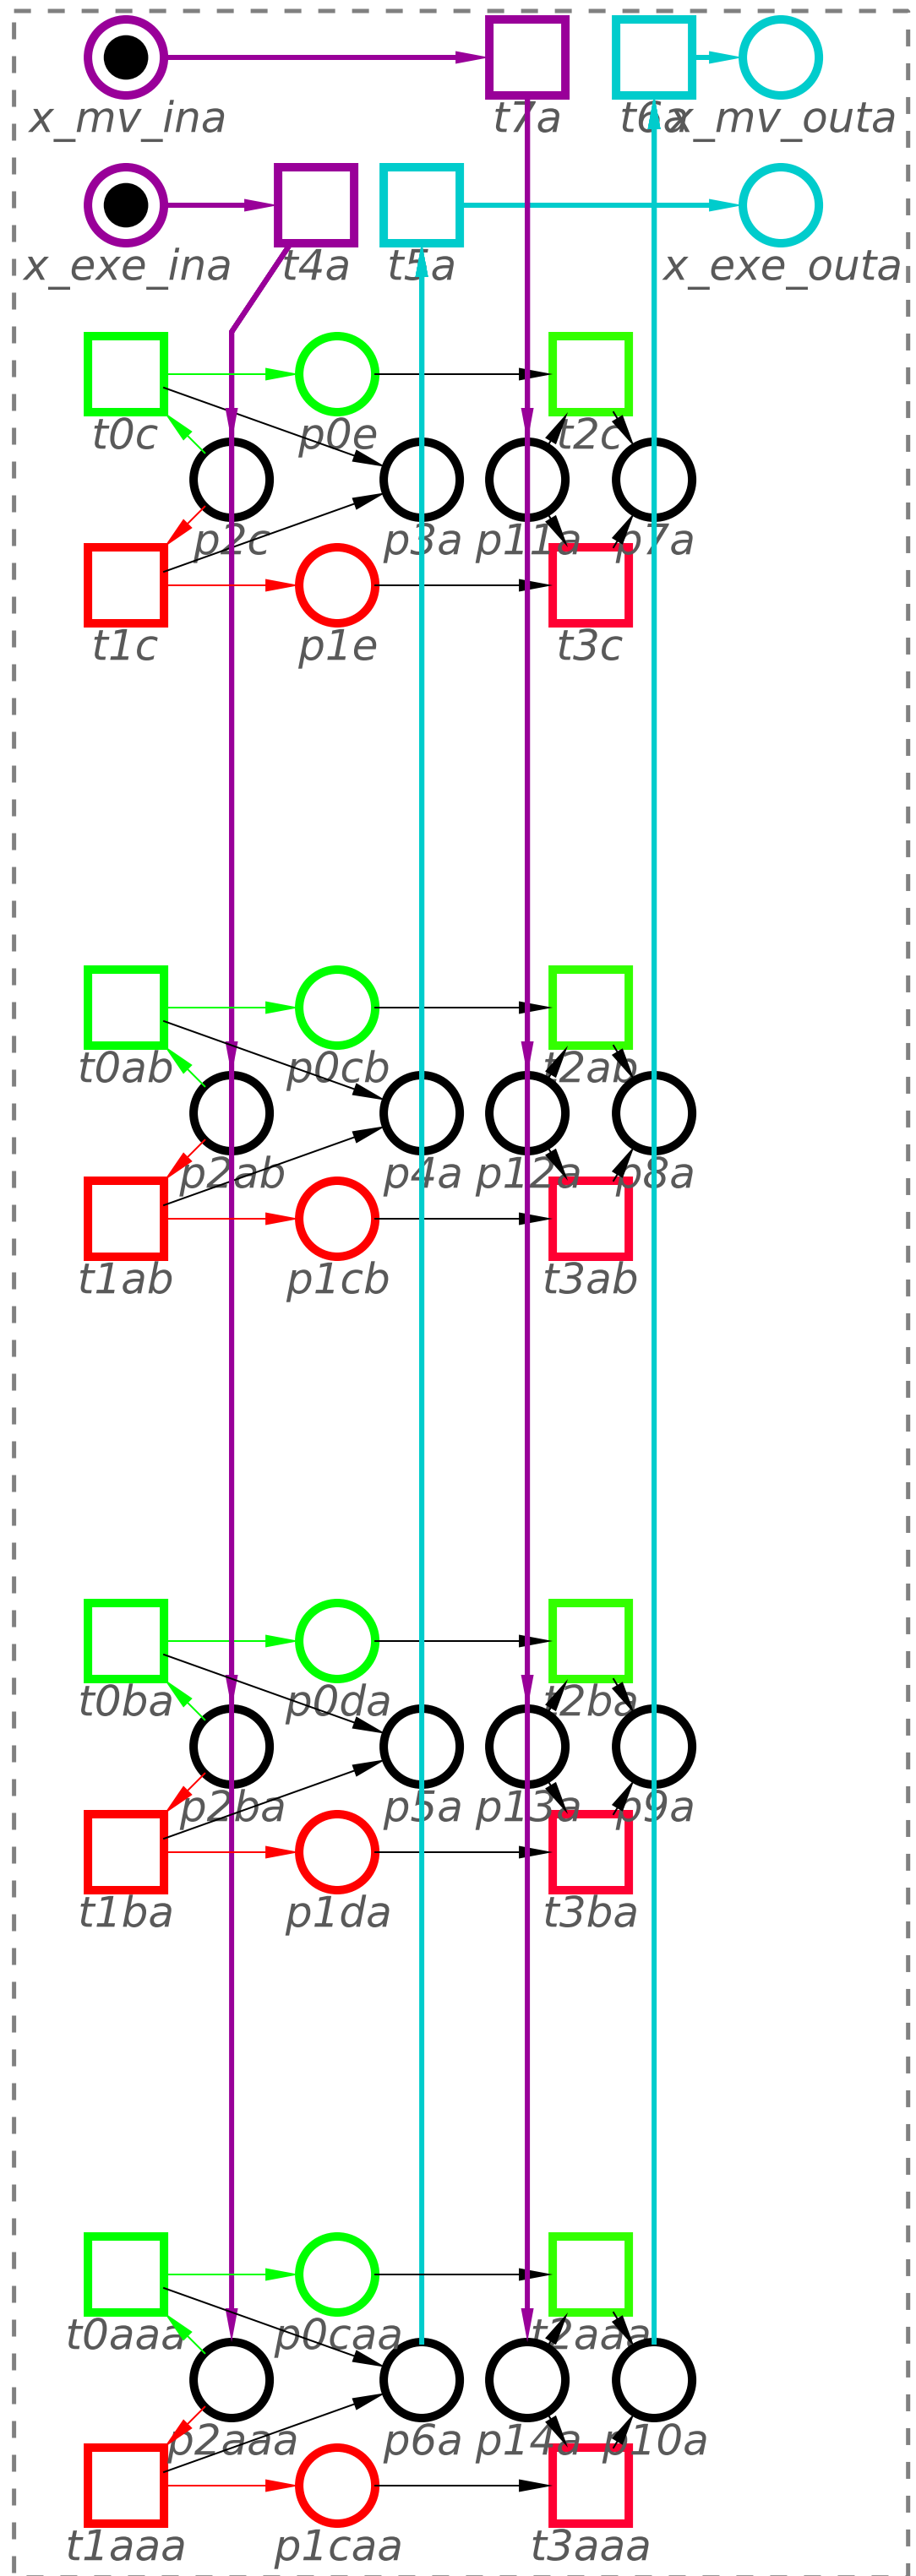 x_mv_ina t7a t6a x_mv_outa
x_exe_ina t4a t5a x_exe_outa
t0c p0e t2c
p2c p3a p11a p7a
t1c p1e t3c
t0ab p0cb t2ab
p2ab p4a p12a p8a
t1ab p1cb t3ab
t0ba p0da t2ba
p2ba p5a p13a p9a
t1ba p1da t3ba
t0aaa p0caa t2aaa
p2aaa p6a p14a p10a
t1aaa p1caa t3aaa